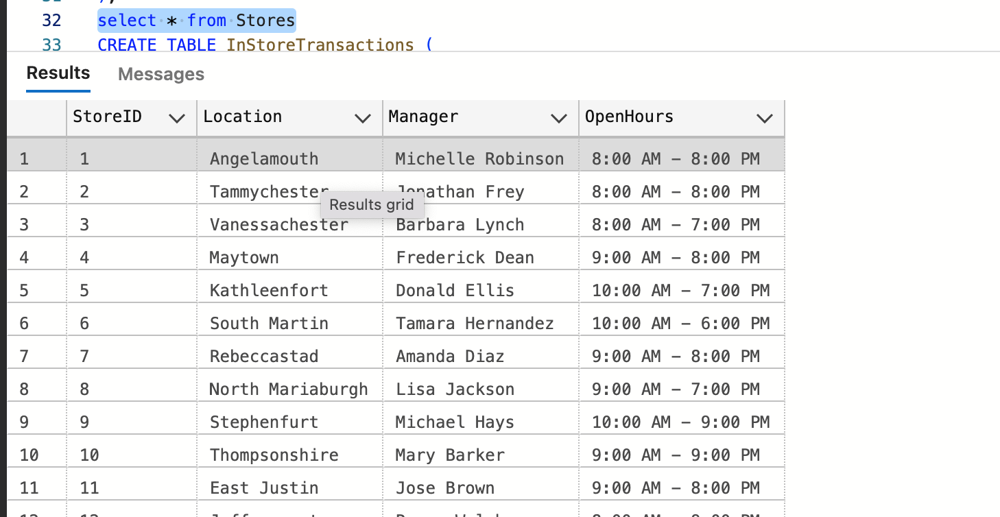 32 select * from Stores
33 CREATE TABLE InStoreTransactions (
Results Messages
StoreID Location Manager OpenHours
1 1 Angelamouth Michelle Robinson 8:00 AM – 8:00 PM
2 2 Tammychester Jonathan Frey 8:00 AM – 8:00 PM
Results grid
3 3 Vanessachester Barbara Lynch 8:00 AM – 7:00 PM
4 4 Maytown Frederick Dean 9:00 AM – 8:00 PM
5 5 Kathleenfort Donald Ellis 10:00 AM – 7:00 PM
6 6 South Martin Tamara Hernandez 10:00 AM – 6:00 PM
7 7 Rebeccastad Amanda Diaz 9:00 AM – 8:00 PM
8 8 North Mariaburgh Lisa Jackson 9:00 AM – 7:00 PM
9 9 Stephenfurt Michael Hays 10:00 AM – 9:00 PM
10 10 Thompsonshire Mary Barker 9:00 AM – 9:00 PM
11 11 East Justin Jose Brown 9:00 AM – 8:00 PM